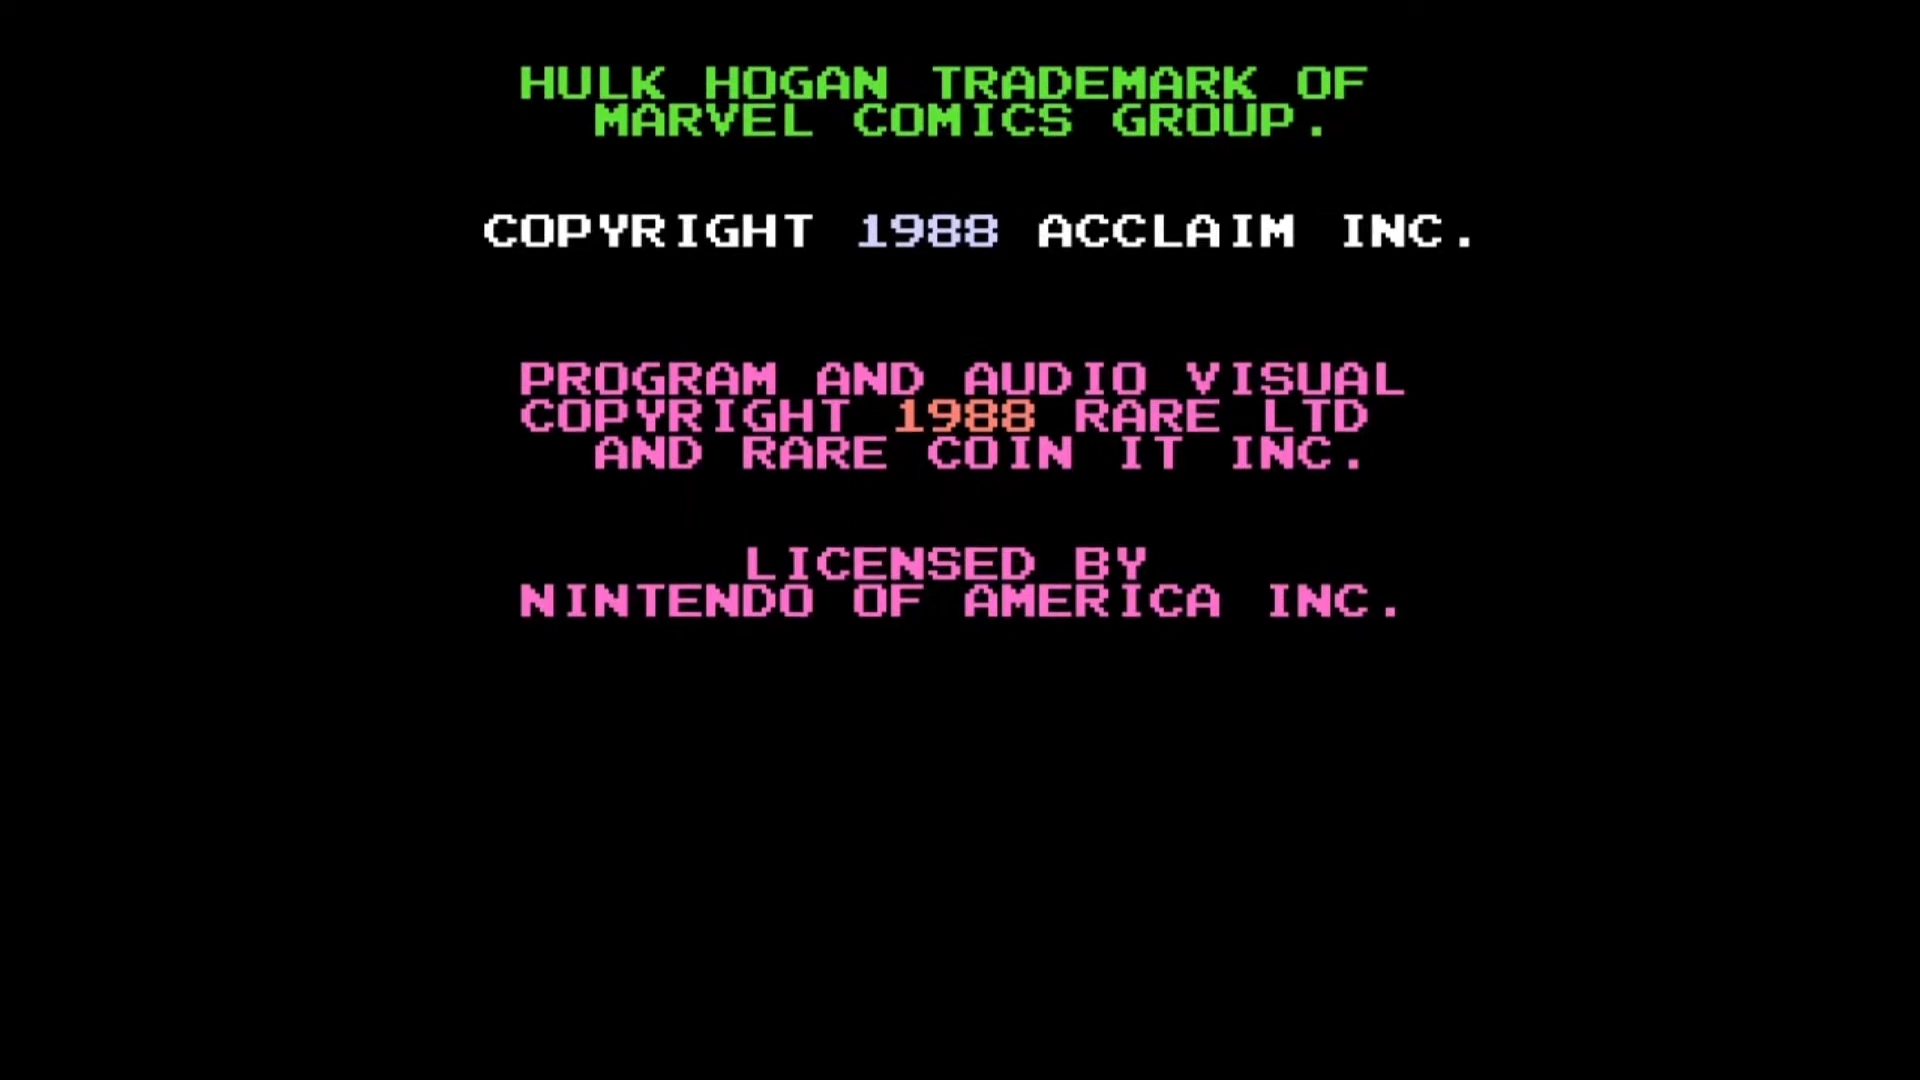 HULK HOGAN TRADEMARK OF
MARVEL COMICS GROUP.
COPYRIGHT 1988 ACCLAIM INC.
PROGRAM AND AUDIO VISUAL
COPYRIGHT 1988 RARE LTD
AND RARE COIN IT INC.
LICENSED BY
NINTENDO OF AMERICA INC.